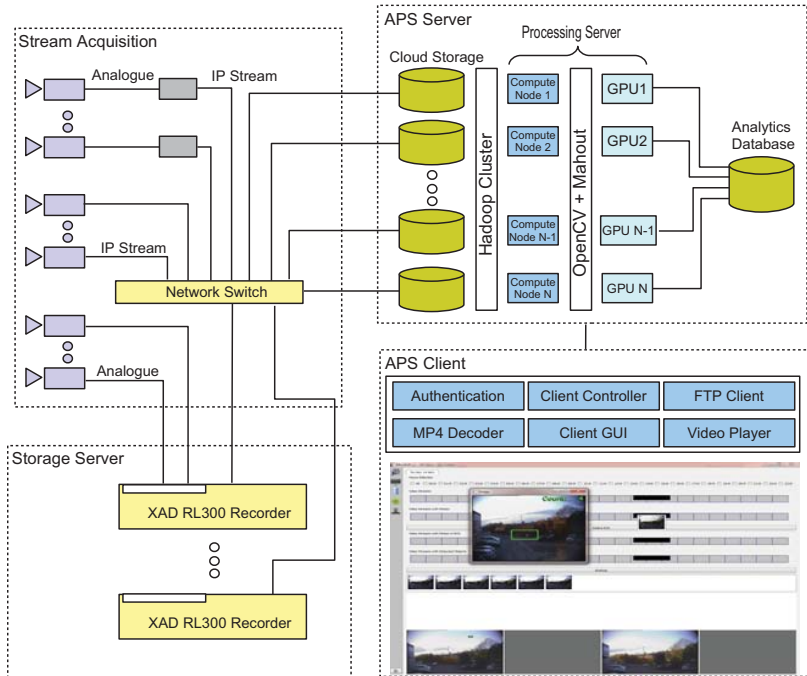 Stream Acquisition
Analogue
IP Stream
IP Stream
Network Switch
Analogue
Storage Server
XAD RL300 Recorder
XAD RL300 Recorder
APS Server
Processing Server
Cloud Storage
Hadoop Cluster
Compute
Node 1
Compute
Node 2
Compute
Node N-1
Compute
Node N
OpenCV + Mahout
GPU1
GPU2
GPU N-1
GPU N
Analytics
Database
APS Client
Authentication
Client Controller
FTP Client
MP4 Decoder
Client GUI
Video Player